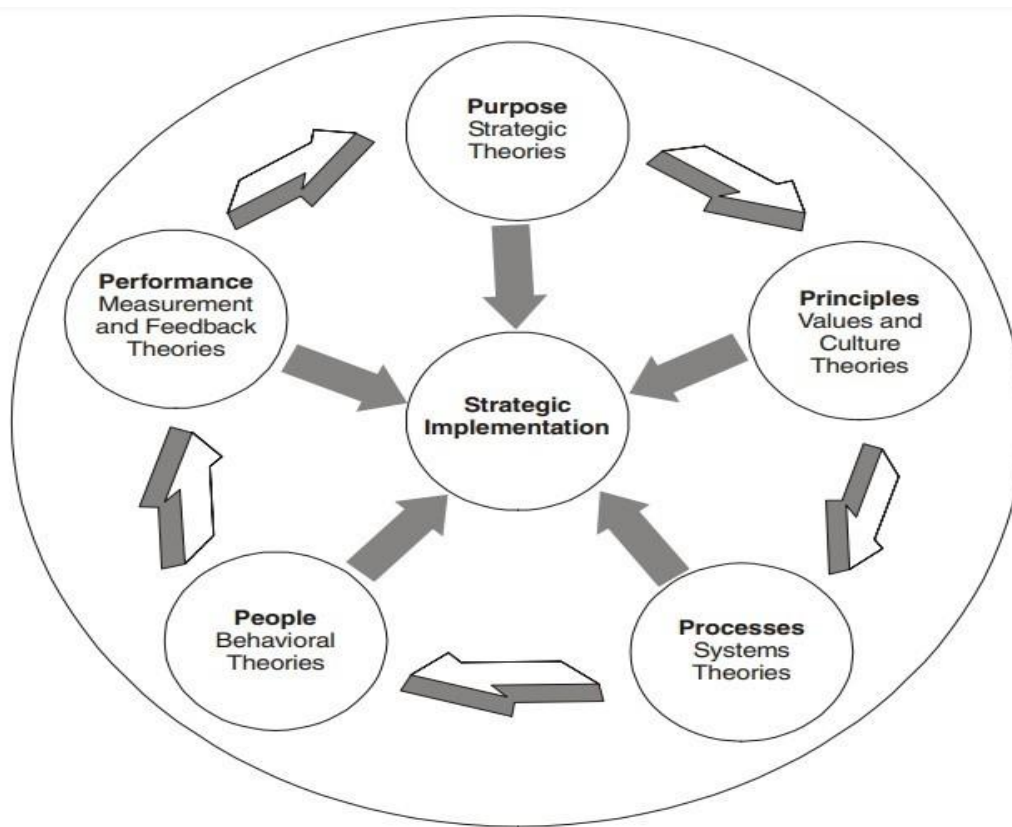 Purpose
Strategic
Theories
Performance
Measurement
and Feedback
Theories
Principles
Values and
Culture
Theories
Strategic
Implementation
People
Behavioral
Theories
Processes
Systems
Theories